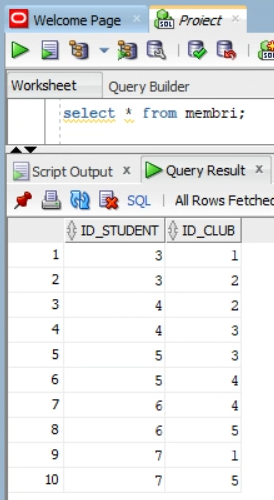 Welcome Page x Proiect x
SQL
Worksheet Query Builder
select * from membri;
Script Output x Query Result x
SQL | All Rows Fetched
ID_STUDENT ID_CLUB
1 3 1
2 3 2
3 4 2
4 4 3
5 5 3
6 5 4
7 6 4
8 6 5
9 7 1
10 7 5